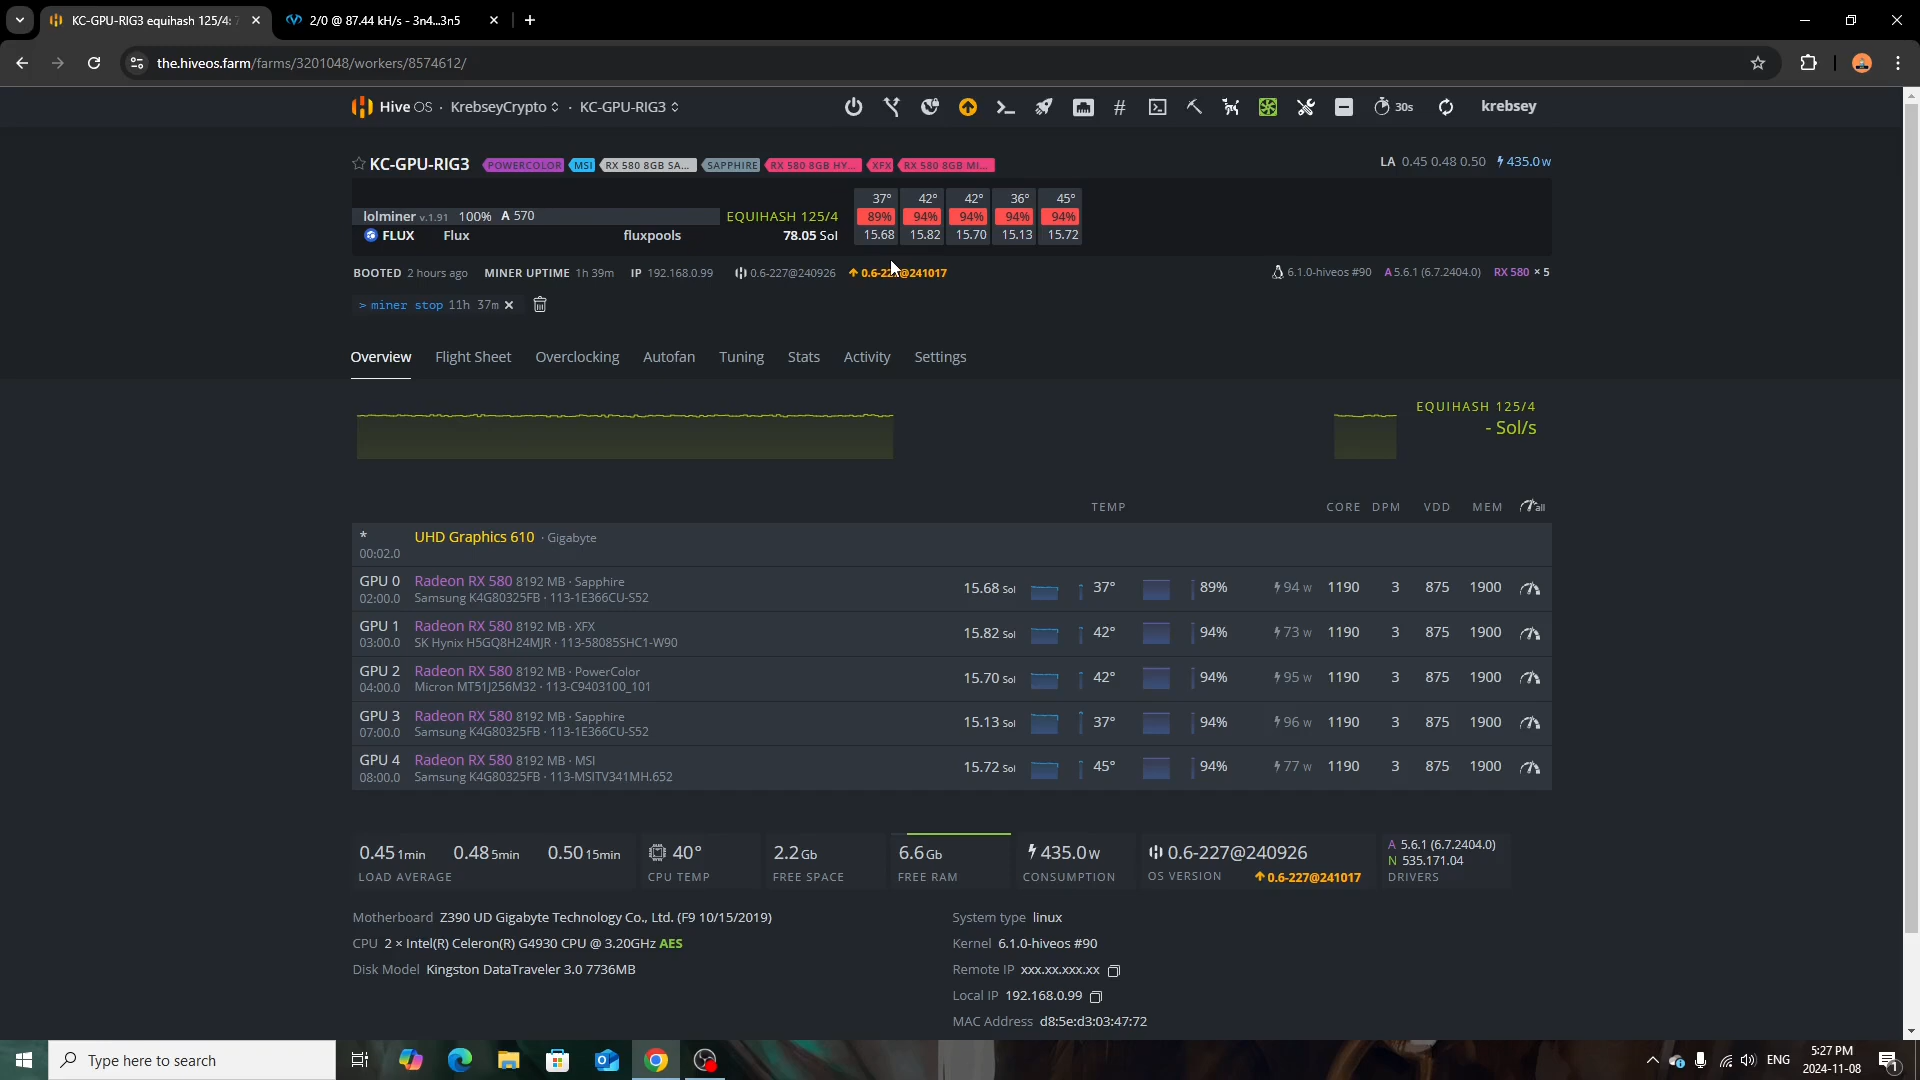 KC-GPU-RIG3 equihash 125/4:
2/0 @ 87.44 kH/s - 3n4...3n5
the.hiveos.farm/farms/3201048/workers/8574612/
Hive OS · KrebseyCrypto · KC-GPU-RIG3
30s
krebsey
KC-GPU-RIG3 POWERCOLOR MSI RX 580 8GB SA... SAPPHIRE RX 580 8GB HY... XFX RX 580 8GB MI...
LA 0.45 0.48 0.50 435.0 w
37° 42° 42° 36° 45°
lolminer v.1.91 100% A 570 EQUIHASH 125/4 89% 94% 94% 94% 94%
FLUX Flux fluxpools 78.05 Sol 15.68 15.82 15.70 15.13 15.72
BOOTED 2 hours ago MINER UPTIME 1h 39m IP 192.168.0.99 0.6-227@240926 0.6-227@241017 6.1.0-hiveos #90 A 5.6.1 (6.7.2404.0) RX 580 × 5
> miner stop 11h 37m
Overview Flight Sheet Overclocking Autofan Tuning Stats Activity Settings
EQUIHASH 125/4
- Sol/s
TEMP CORE DPM VDD MEM all
* UHD Graphics 610 · Gigabyte
00:02.0
GPU 0 Radeon RX 580 8192 MB · Sapphire 15.68 Sol 37° 89% 94 w 1190 3 875 1900
02:00.0 Samsung K4G80325FB · 113-1E366CU-S52
GPU 1 Radeon RX 580 8192 MB · XFX 15.82 Sol 42° 94% 73 w 1190 3 875 1900
03:00.0 SK Hynix H5GQ8H24MJR · 113-58085SHC1-W90
GPU 2 Radeon RX 580 8192 MB · PowerColor 15.70 Sol 42° 94% 95 w 1190 3 875 1900
04:00.0 Micron MT51J256M32 · 113-C9403100_101
GPU 3 Radeon RX 580 8192 MB · Sapphire 15.13 Sol 37° 94% 96 w 1190 3 875 1900
07:00.0 Samsung K4G80325FB · 113-1E366CU-S52
GPU 4 Radeon RX 580 8192 MB · MSI 15.72 Sol 45° 94% 77 w 1190 3 875 1900
08:00.0 Samsung K4G80325FB · 113-MSITV341MH.652
0.45 1min 0.48 5min 0.50 15min 40° 2.2 Gb 6.6 Gb 435.0 w 0.6-227@240926 A 5.6.1 (6.7.2404.0)
N 535.171.04
LOAD AVERAGE CPU TEMP FREE SPACE FREE RAM CONSUMPTION OS VERSION 0.6-227@241017 DRIVERS
Motherboard Z390 UD Gigabyte Technology Co., Ltd. (F9 10/15/2019)
CPU 2 × Intel(R) Celeron(R) G4930 CPU @ 3.20GHz AES
Disk Model Kingston DataTraveler 3.0 7736MB
System type linux
Kernel 6.1.0-hiveos #90
Remote IP xxx.xx.xxx.xx
Local IP 192.168.0.99
MAC Address d8:5e:d3:03:47:72
Type here to search
ENG
5:27 PM
2024-11-08
1